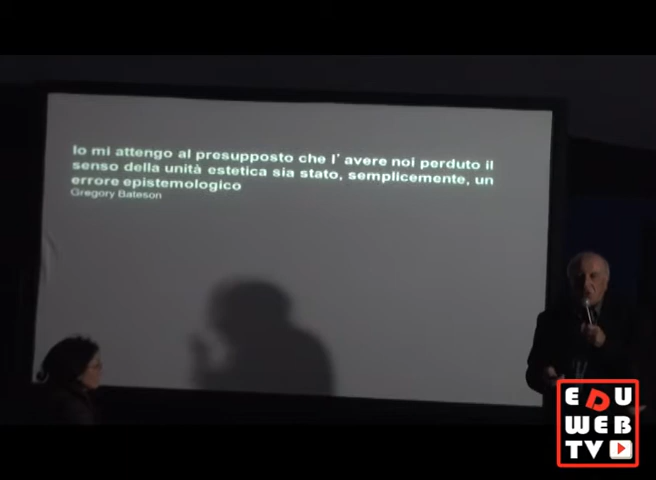 Io mi attengo al presupposto che l' avere noi perduto il
senso della unità estetica sia stato, semplicemente, un
errore epistemologico
Gregory Bateson
EDU
WEB
TV